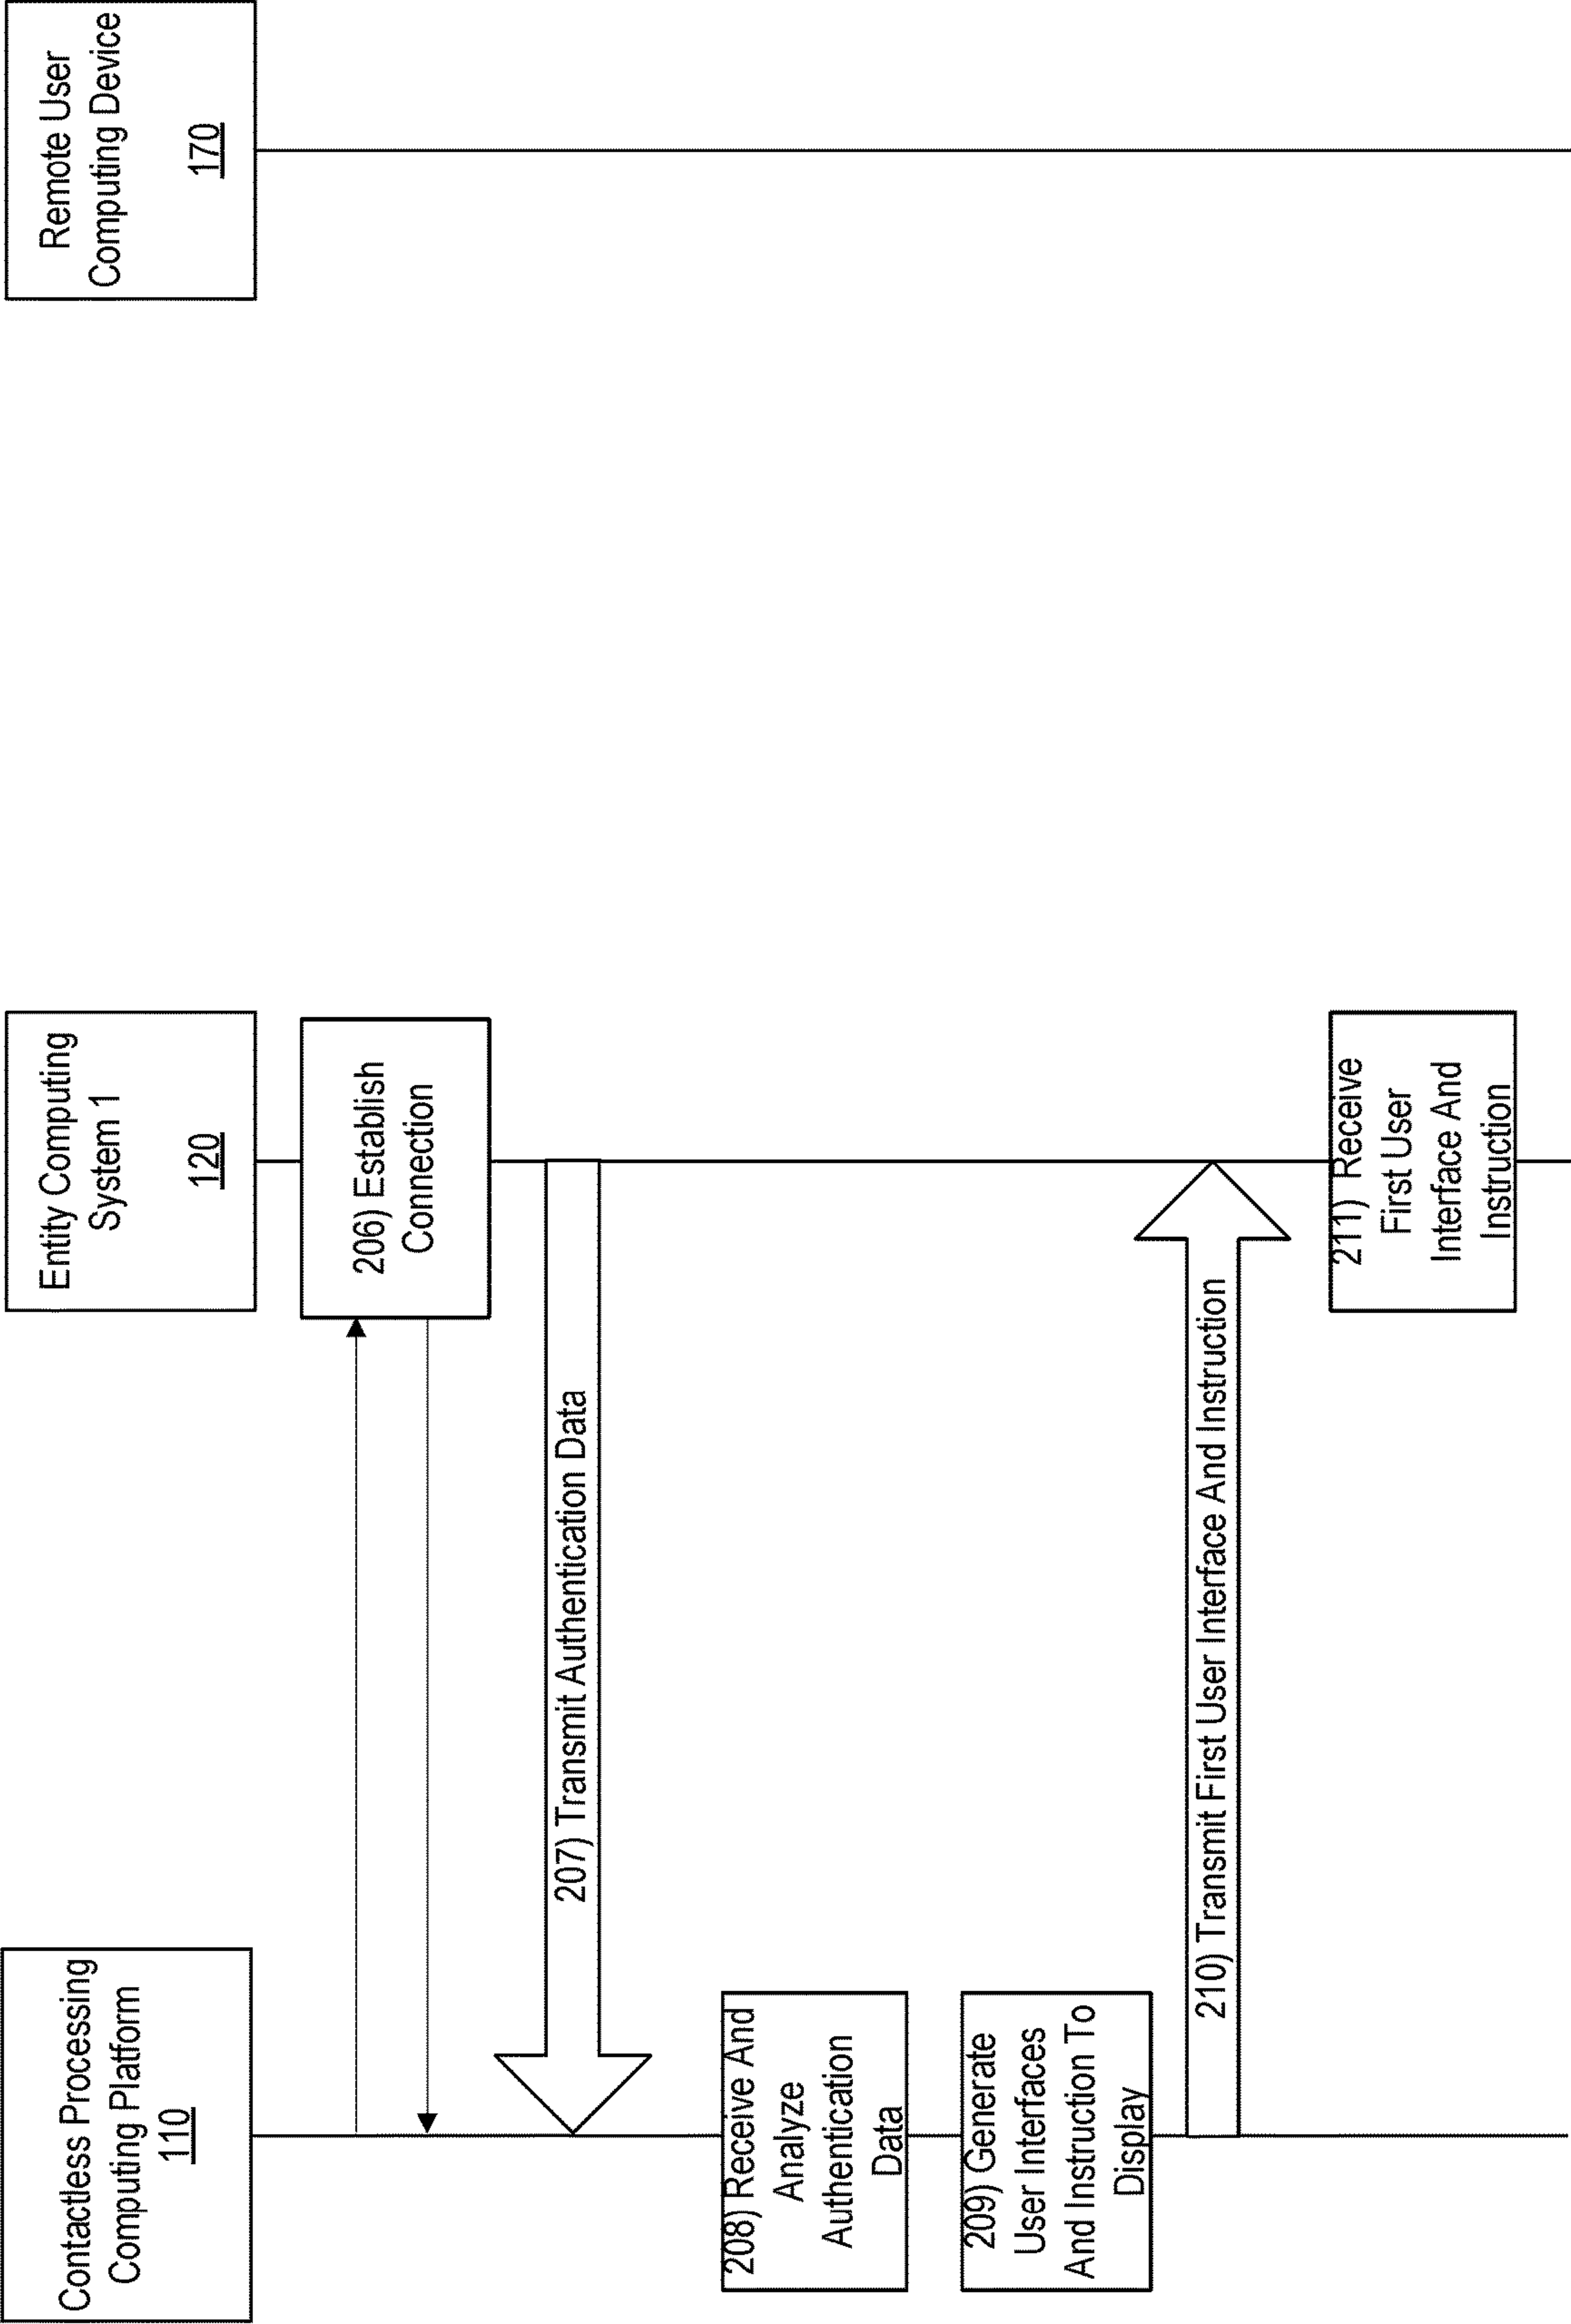 Contactless Processing
Computing Platform
110
Entity Computing
System 1
120
Remote User
Computing Device
170
206) Establish
Connection
207) Transmit Authentication Data
208) Receive And
Analyze
Authentication
Data
209) Generate
User Interfaces
And Instruction To
Display
210) Transmit First User Interface And Instruction
211) Receive
First User
Interface And
Instruction